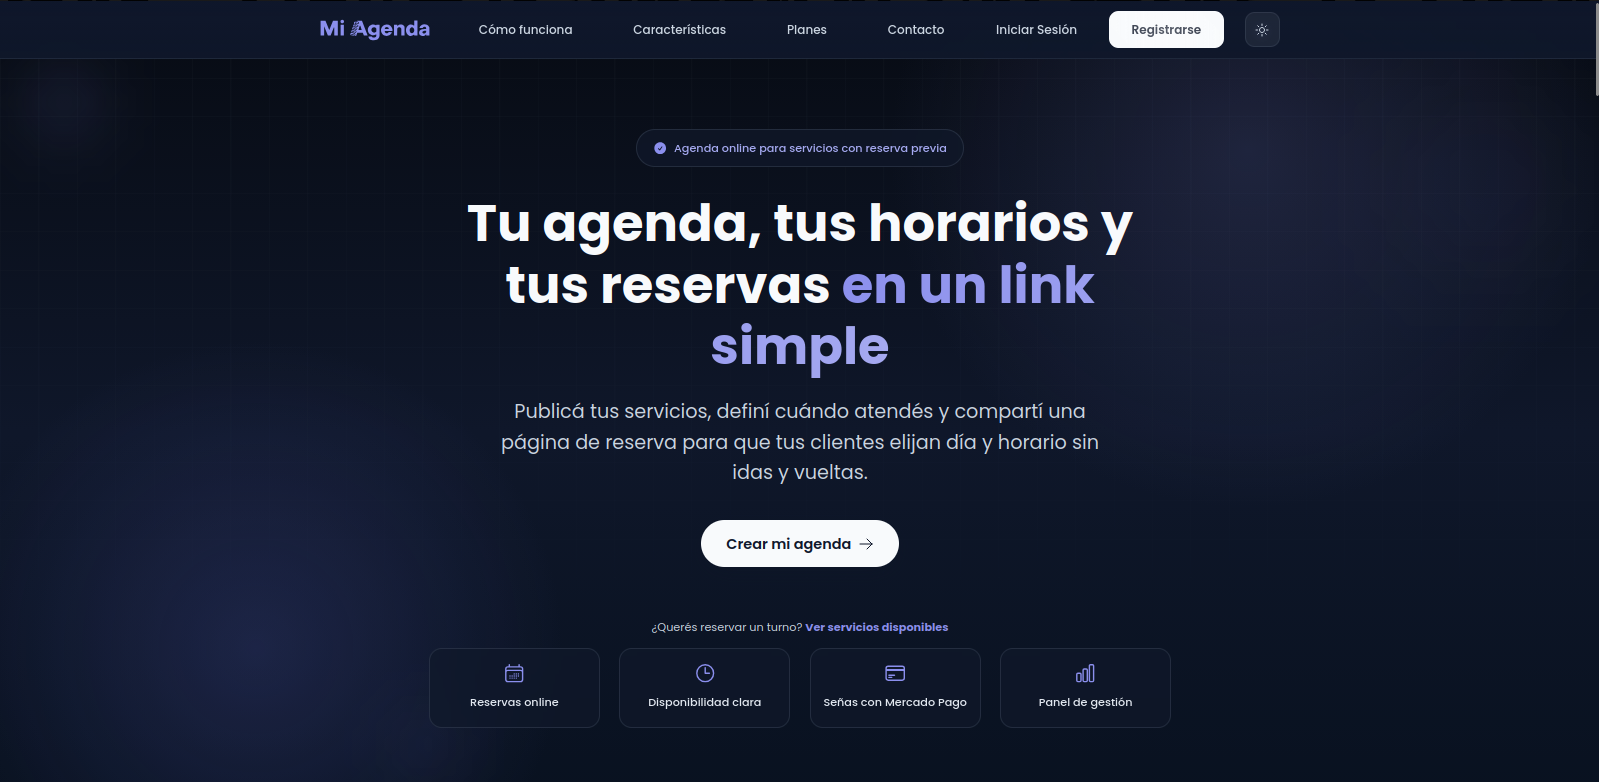 Mi Agenda
Cómo funciona
Características
Planes
Contacto
Iniciar Sesión
Registrarse
Agenda online para servicios con reserva previa
Tu agenda, tus horarios y
tus reservas en un link
simple
Publicá tus servicios, definí cuándo atendés y compartí una
página de reserva para que tus clientes elijan día y horario sin
idas y vueltas.
Crear mi agenda
¿Querés reservar un turno? Ver servicios disponibles
Reservas online
Disponibilidad clara
Señas con Mercado Pago
Panel de gestión